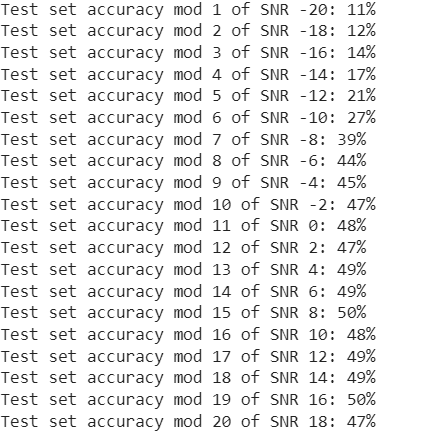 Test set accuracy mod 1 of SNR -20: 11%
Test set accuracy mod 2 of SNR -18: 12%
Test set accuracy mod 3 of SNR -16: 14%
Test set accuracy mod 4 of SNR -14: 17%
Test set accuracy mod 5 of SNR -12: 21%
Test set accuracy mod 6 of SNR -10: 27%
Test set accuracy mod 7 of SNR -8: 39%
Test set accuracy mod 8 of SNR -6: 44%
Test set accuracy mod 9 of SNR -4: 45%
Test set accuracy mod 10 of SNR -2: 47%
Test set accuracy mod 11 of SNR 0: 48%
Test set accuracy mod 12 of SNR 2: 47%
Test set accuracy mod 13 of SNR 4: 49%
Test set accuracy mod 14 of SNR 6: 49%
Test set accuracy mod 15 of SNR 8: 50%
Test set accuracy mod 16 of SNR 10: 48%
Test set accuracy mod 17 of SNR 12: 49%
Test set accuracy mod 18 of SNR 14: 49%
Test set accuracy mod 19 of SNR 16: 50%
Test set accuracy mod 20 of SNR 18: 47%